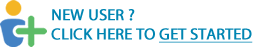 NEW USER ?
CLICK HERE TO GET STARTED